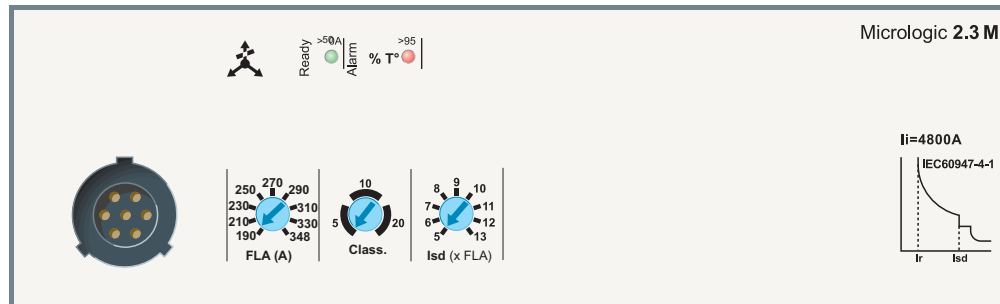 Micrologic 2.3 M
Ready
>50A
Alarm
% T°
>95
Ii=4800A
IEC60947-4-1
Ir
Isd
190
210
230
250
270
290
310
330
348
FLA (A)
5
10
20
Class.
5
6
7
8
9
10
11
12
13
Isd (x FLA)